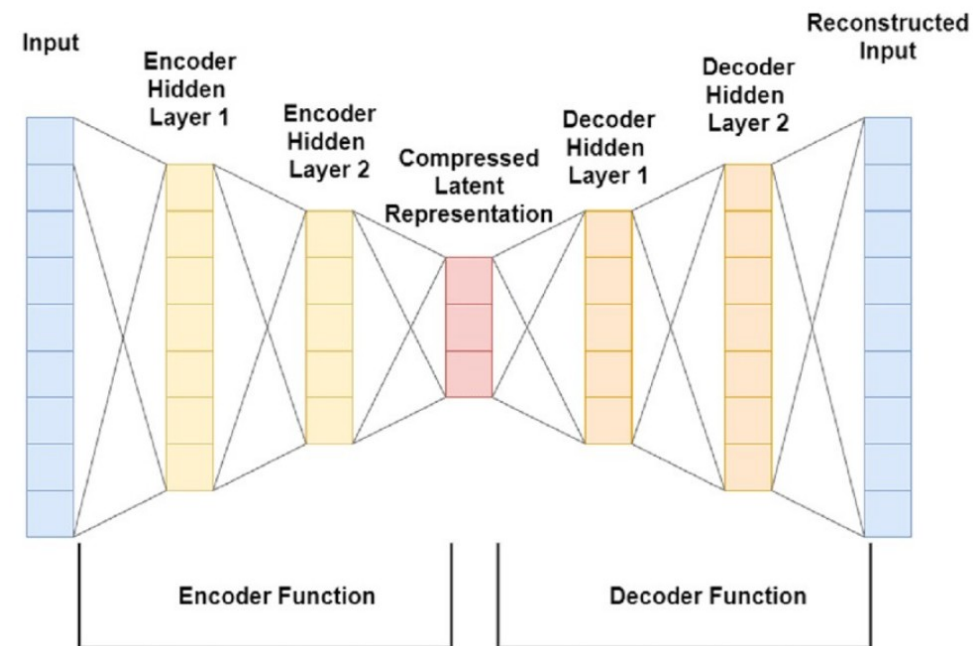 Input
Encoder
Hidden
Layer 1
Encoder
Hidden
Layer 2
Compressed
Latent
Representation
Decoder
Hidden
Layer 1
Decoder
Hidden
Layer 2
Reconstructed
Input
Encoder Function
Decoder Function